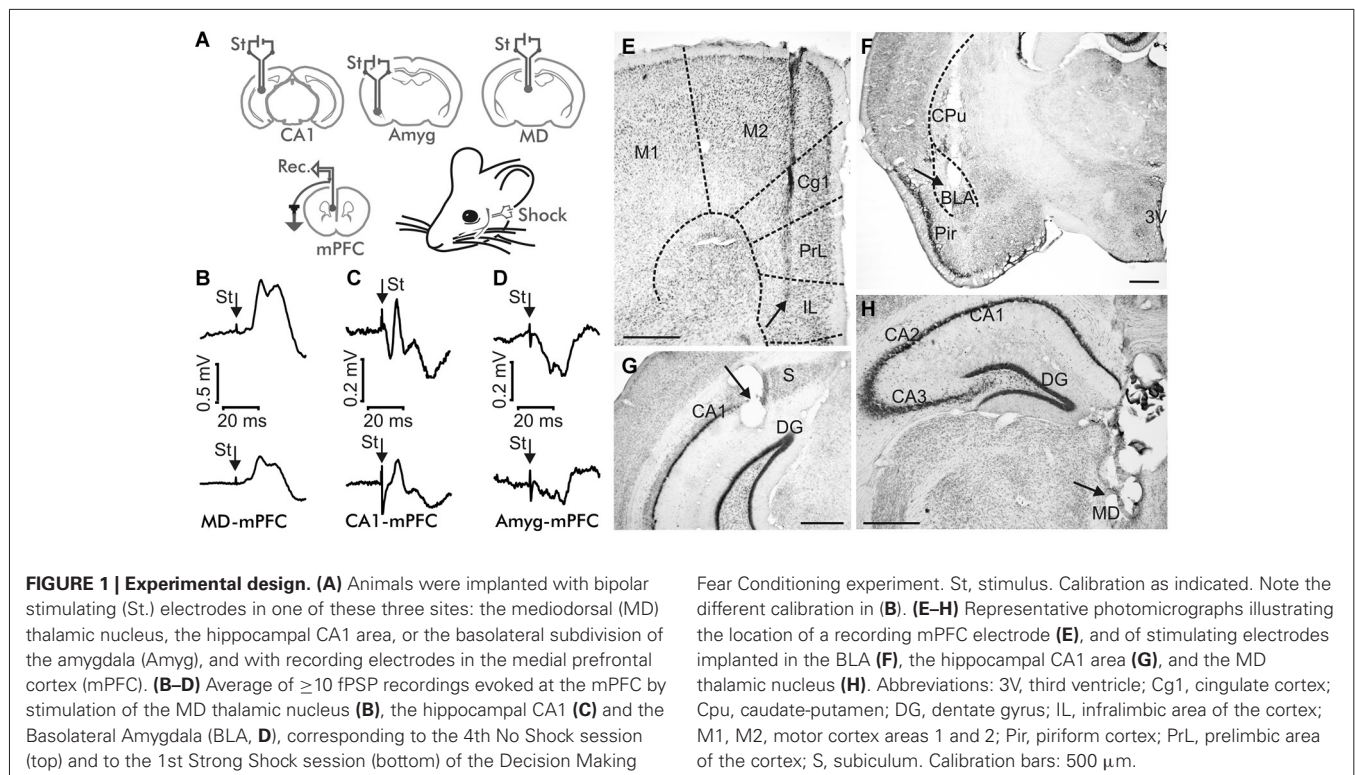 A
St
CA1
St
Amyg
St
MD
Rec.
mPFC
Shock
B
St
0.5 mV
20 ms
St
MD-mPFC
C
St
0.2 mV
20 ms
St
CA1-mPFC
D
St
0.2 mV
20 ms
St
Amyg-mPFC
E
M1
M2
Cg1
PrL
IL
F
CPu
BLA
Pir
3V
G
S
CA1
DG
H
CA1
CA2
CA3
DG
MD
FIGURE 1 | Experimental design. (A) Animals were implanted with bipolar
stimulating (St.) electrodes in one of these three sites: the mediodorsal (MD)
thalamic nucleus, the hippocampal CA1 area, or the basolateral subdivision of
the amygdala (Amyg), and with recording electrodes in the medial prefrontal
cortex (mPFC). (B–D) Average of ≥10 fPSP recordings evoked at the mPFC by
stimulation of the MD thalamic nucleus (B), the hippocampal CA1 (C) and the
Basolateral Amygdala (BLA, D), corresponding to the 4th No Shock session
(top) and to the 1st Strong Shock session (bottom) of the Decision Making
Fear Conditioning experiment. St, stimulus. Calibration as indicated. Note the
different calibration in (B). (E–H) Representative photomicrographs illustrating
the location of a recording mPFC electrode (E), and of stimulating electrodes
implanted in the BLA (F), the hippocampal CA1 area (G), and the MD
thalamic nucleus (H). Abbreviations: 3V, third ventricle; Cg1, cingulate cortex;
Cpu, caudate-putamen; DG, dentate gyrus; IL, infralimbic area of the cortex;
M1, M2, motor cortex areas 1 and 2; Pir, piriform cortex; PrL, prelimbic area
of the cortex; S, subiculum. Calibration bars: 500 μm.